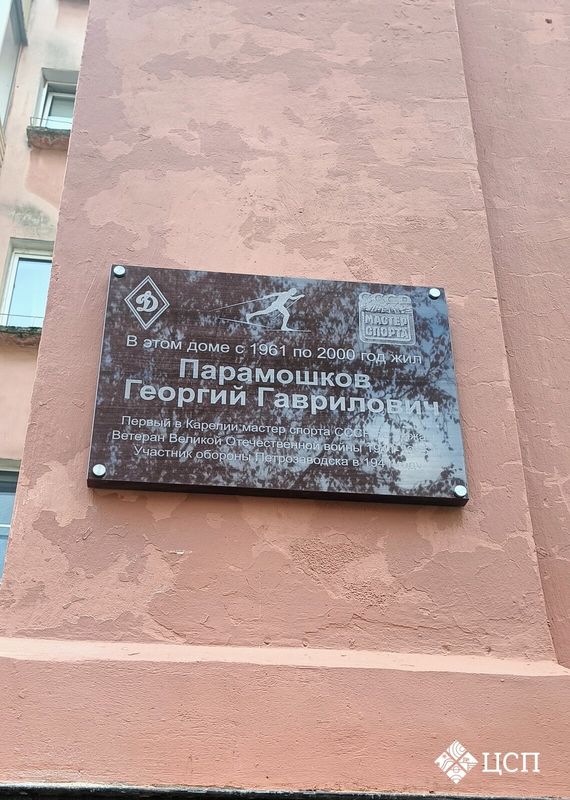 Д
СССР
МАСТЕР
СПОРТА
В этом доме с 1961 по 2000 год жил
Парамошков
Георгий Гаврилович
Первый в Карелии мастер спорта СССР
Ветеран Великой Отечественной войны
Участник обороны Петрозаводска в 1941
ЦСП